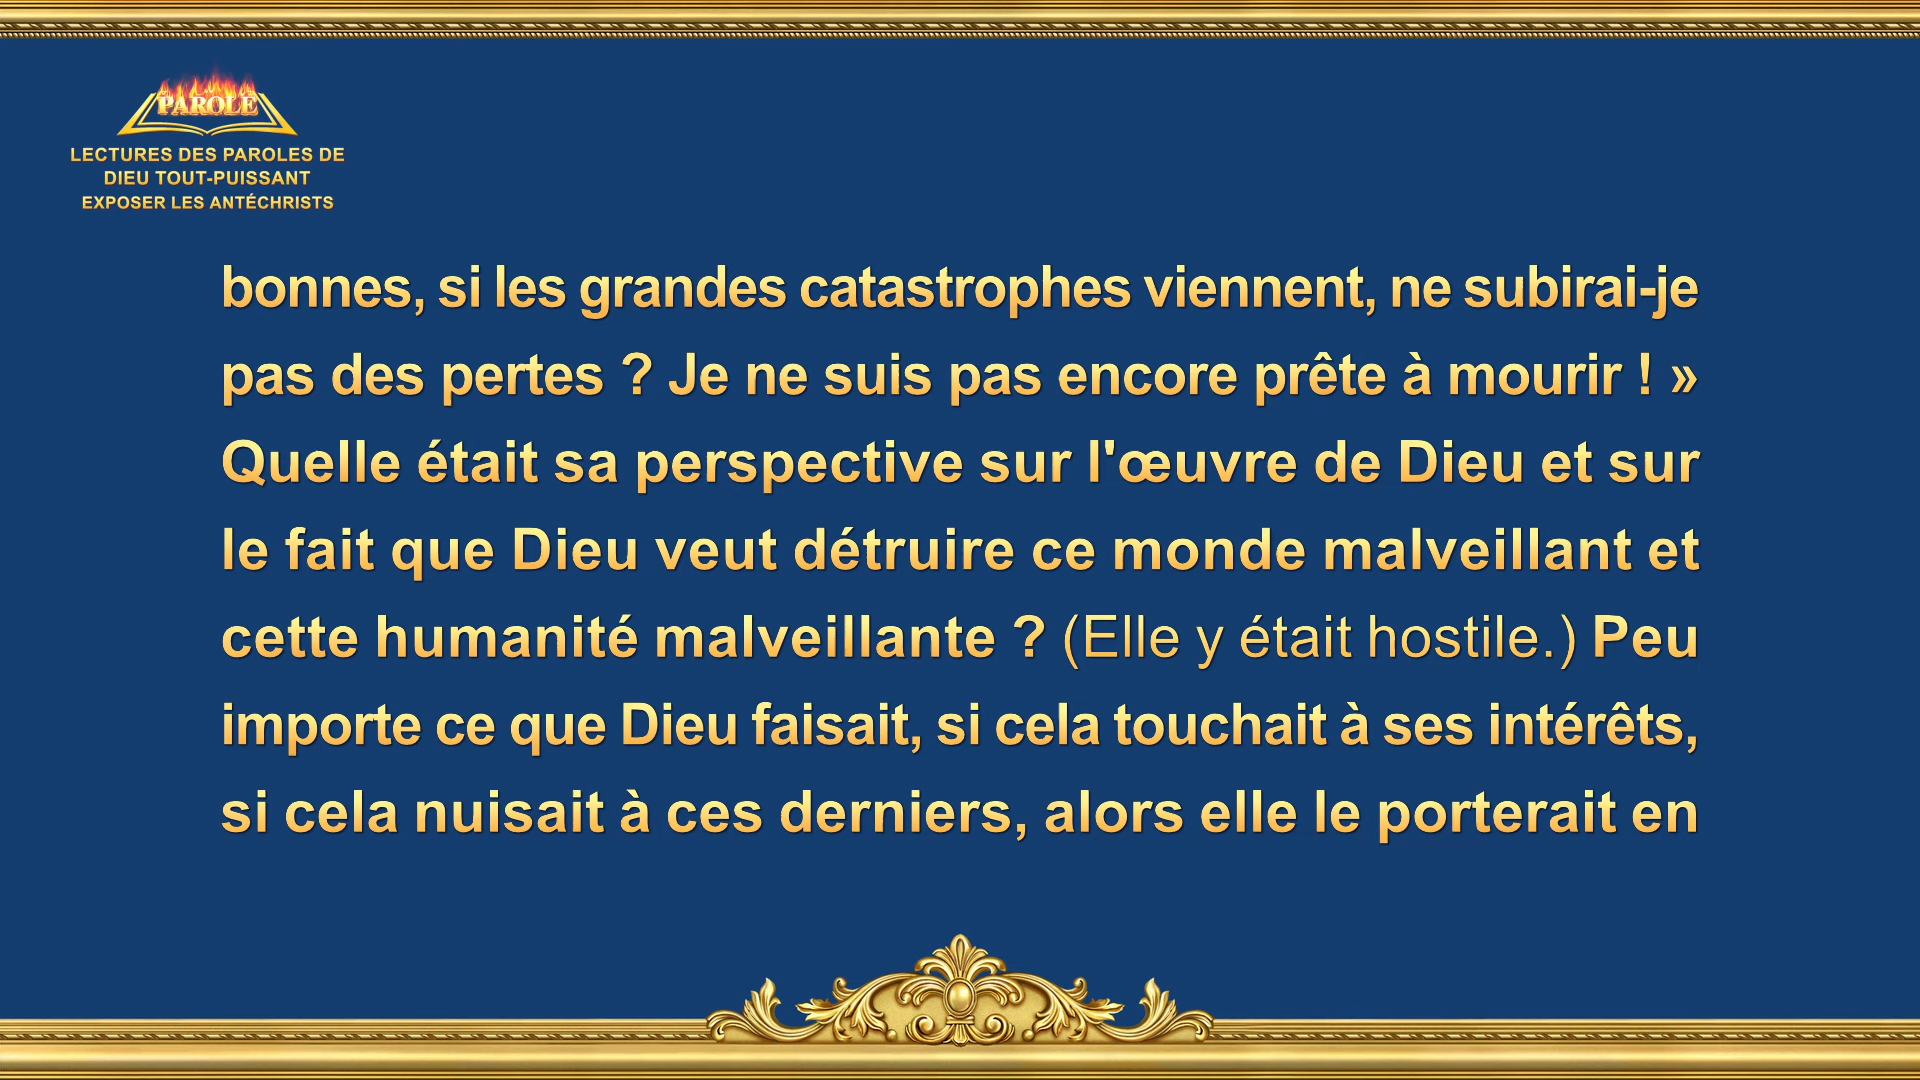 PAROLE
LECTURES DES PAROLES DE
DIEU TOUT-PUISSANT
EXPOSER LES ANTÉCHRISTS
bonnes, si les grandes catastrophes viennent, ne subirai-je
pas des pertes ? Je ne suis pas encore prête à mourir ! »
Quelle était sa perspective sur l'œuvre de Dieu et sur
le fait que Dieu veut détruire ce monde malveillant et
cette humanité malveillante ? (Elle y était hostile.) Peu
importe ce que Dieu faisait, si cela touchait à ses intérêts,
si cela nuisait à ces derniers, alors elle le porterait en